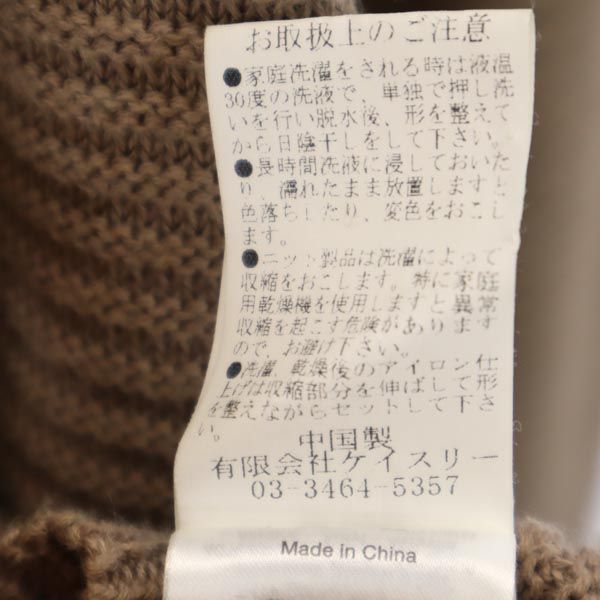 お取扱上のご注意
●家庭洗濯をされる時は液温
30度の洗液で、単独で押し洗
いを行い脱水後、形を整えて
から日陰干しをして下さい。
●長時間洗液に浸しておいた
り、濡れたまま放置しますと
色落ちしたり、変色をおこし
ます。
●ニット製品は洗濯によって
収縮をおこします。特に家庭
用乾燥機を使用しますと異常
収縮を起こす危険があります
ので、お避け下さい。
●洗濯、乾燥後のアイロン仕
上げは収縮部分を伸ばして形
を整えながらセットして下さ
い。
中国製
有限会社ケイスリー
03-3464-5357
Made in China